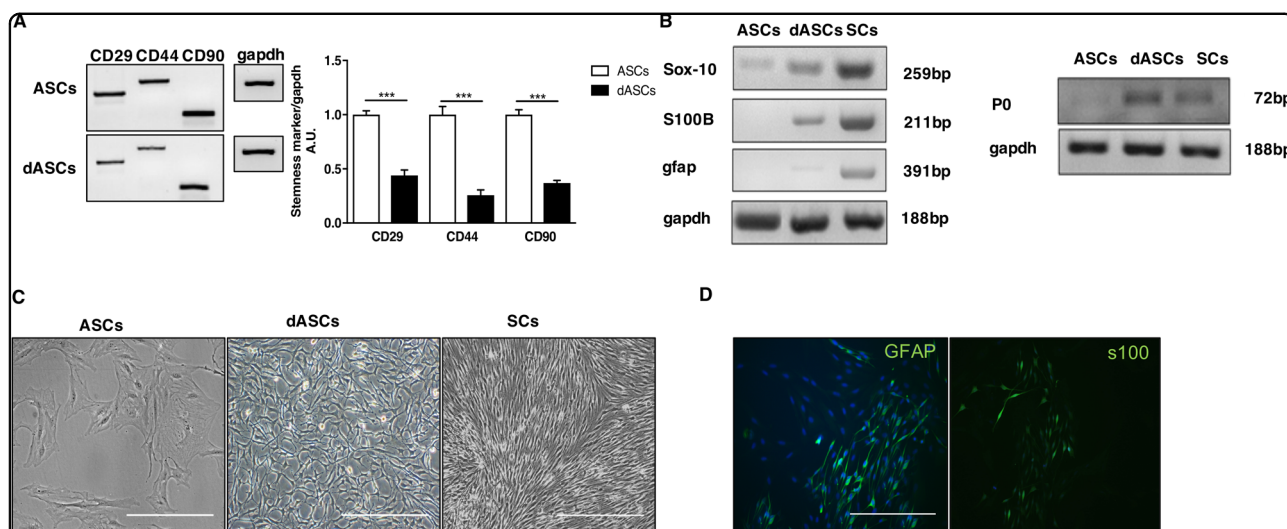 A
CD29 CD44 CD90 gapdh
ASCs
dASCs
Stemness marker/gapdh
A.U.
1.5
1.0
0.5
0.0
*** *** ***
CD29 CD44 CD90
ASCs
dASCs
B
ASCs dASCs SCs
Sox-10 259bp
S100B 211bp
gfap 391bp
gapdh 188bp
ASCs dASCs SCs
P0 72bp
gapdh 188bp
C
ASCs dASCs SCs
D
GFAP s100